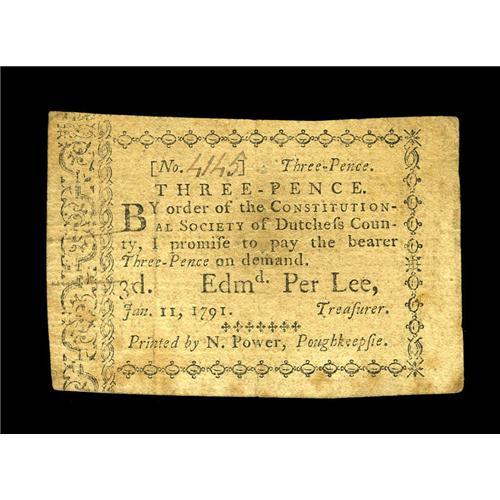 [No. 4145] Three-Pence.
THREE-PENCE.
BY order of the CONSTITUTION-
AL SOCIETY of Dutcheſs Coun-
ty, I promiſe to pay the bearer
Three-Pence on demand.
3d. Edmd. Per Lee,
Jan. 11, 1791. Treaſurer.
Printed by N. Power, Poughkeepſie.